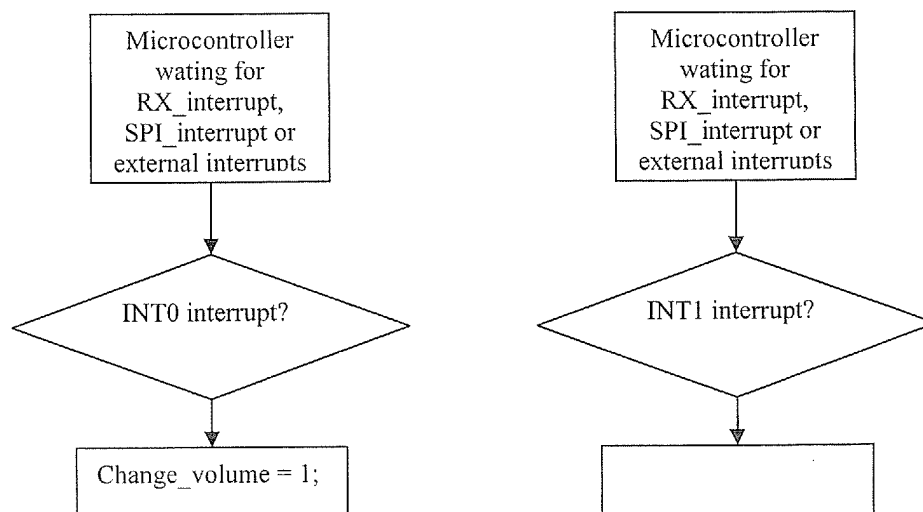 Microcontroller
wating for
RX_interrupt,
SPI_interrupt or
external interrupts
INT0 interrupt?
Change_volume = 1;
Microcontroller
wating for
RX_interrupt,
SPI_interrupt or
external interrupts
INT1 interrupt?